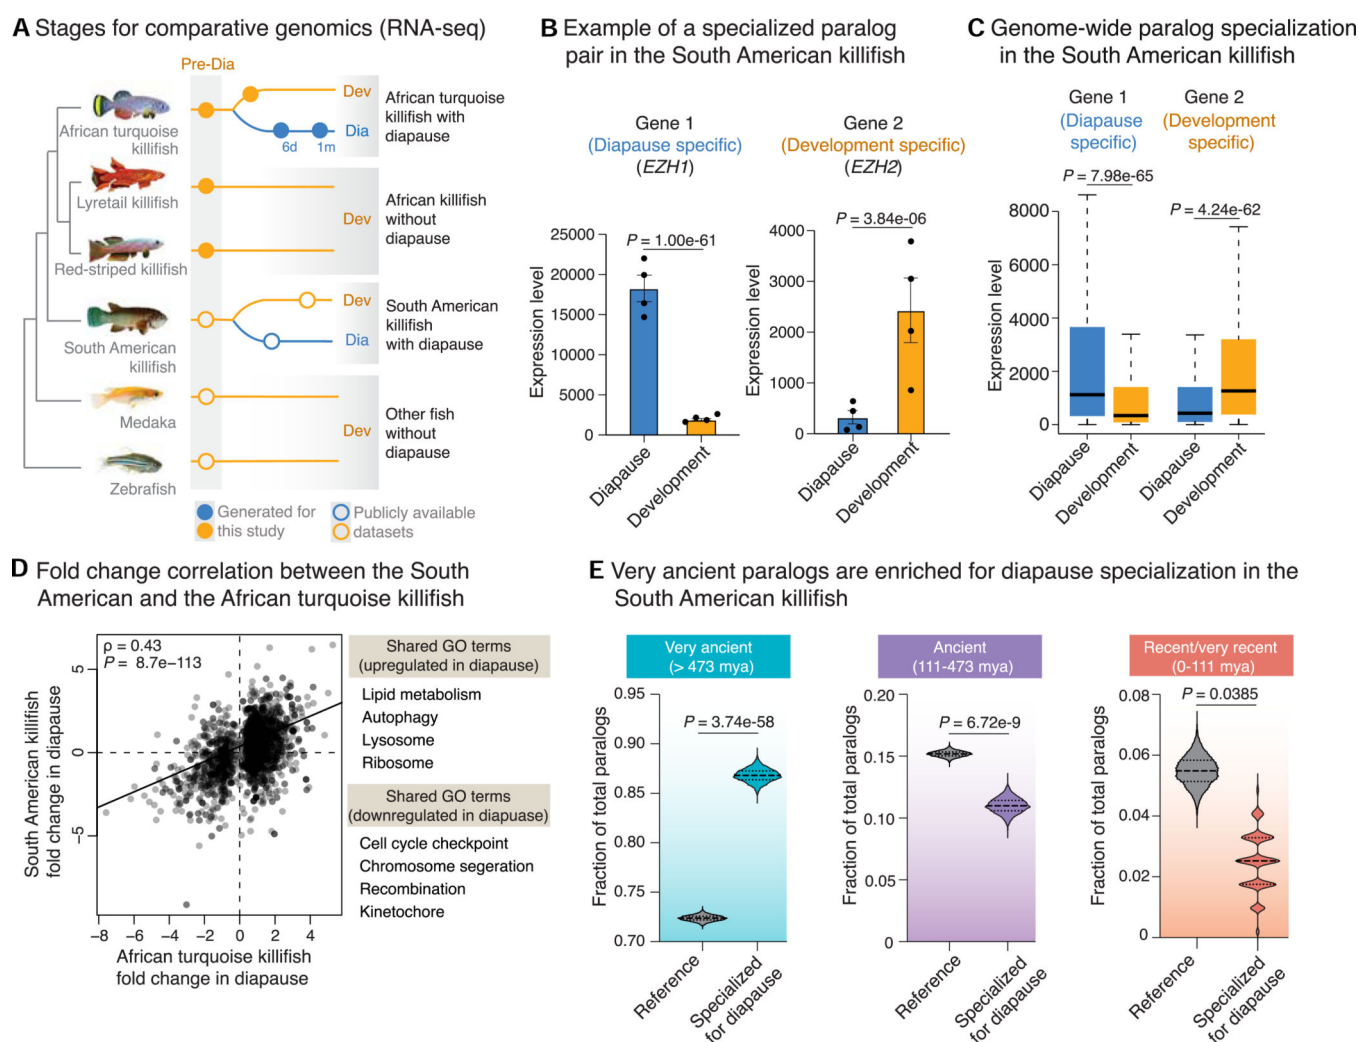 A Stages for comparative genomics (RNA-seq)
Pre-Dia
African turquoise
killifish
Dev
Dia
6d
1m
African turquoise
killifish with
diapause
Lyretail killifish
Red-striped killifish
Dev
African killifish
without
diapause
South American
killifish
Dev
Dia
South American
killifish
with diapause
Medaka
Zebrafish
Dev
Other fish
without
diapause
Generated for
this study
Publicly available
datasets
B Example of a specialized paralog
pair in the South American killifish
Gene 1
(Diapause specific)
(EZH1)
P = 1.00e-61
Expression level
25000
20000
15000
10000
5000
0
Diapause
Development
Gene 2
(Development specific)
(EZH2)
P = 3.84e-06
Expression level
4000
3000
2000
1000
0
Diapause
Development
C Genome-wide paralog specialization
in the South American killifish
Gene 1
(Diapause
specific)
Gene 2
(Development
specific)
P = 7.98e-65
P = 4.24e-62
Expression level
8000
6000
4000
2000
0
Diapause
Development
Diapause
Development
D Fold change correlation between the South
American and the African turquoise killifish
ρ = 0.43
P = 8.7e−113
South American killifish
fold change in diapause
5
0
−5
−8 −6 −4 −2 0 2 4
African turquoise killifish
fold change in diapause
Shared GO terms
(upregulated in diapause)
Lipid metabolism
Autophagy
Lysosome
Ribosome
Shared GO terms
(downregulated in diapuase)
Cell cycle checkpoint
Chromosome segeration
Recombination
Kinetochore
E Very ancient paralogs are enriched for diapause specialization in the
South American killifish
Very ancient
(> 473 mya)
P = 3.74e-58
Fraction of total paralogs
0.95
0.90
0.85
0.80
0.75
0.70
Reference
Specialized
for diapause
Ancient
(111-473 mya)
P = 6.72e-9
Fraction of total paralogs
0.20
0.15
0.10
0.05
0
Reference
Specialized
for diapause
Recent/very recent
(0-111 mya)
P = 0.0385
Fraction of total paralogs
0.08
0.06
0.04
0.02
0
Reference
Specialized
for diapause